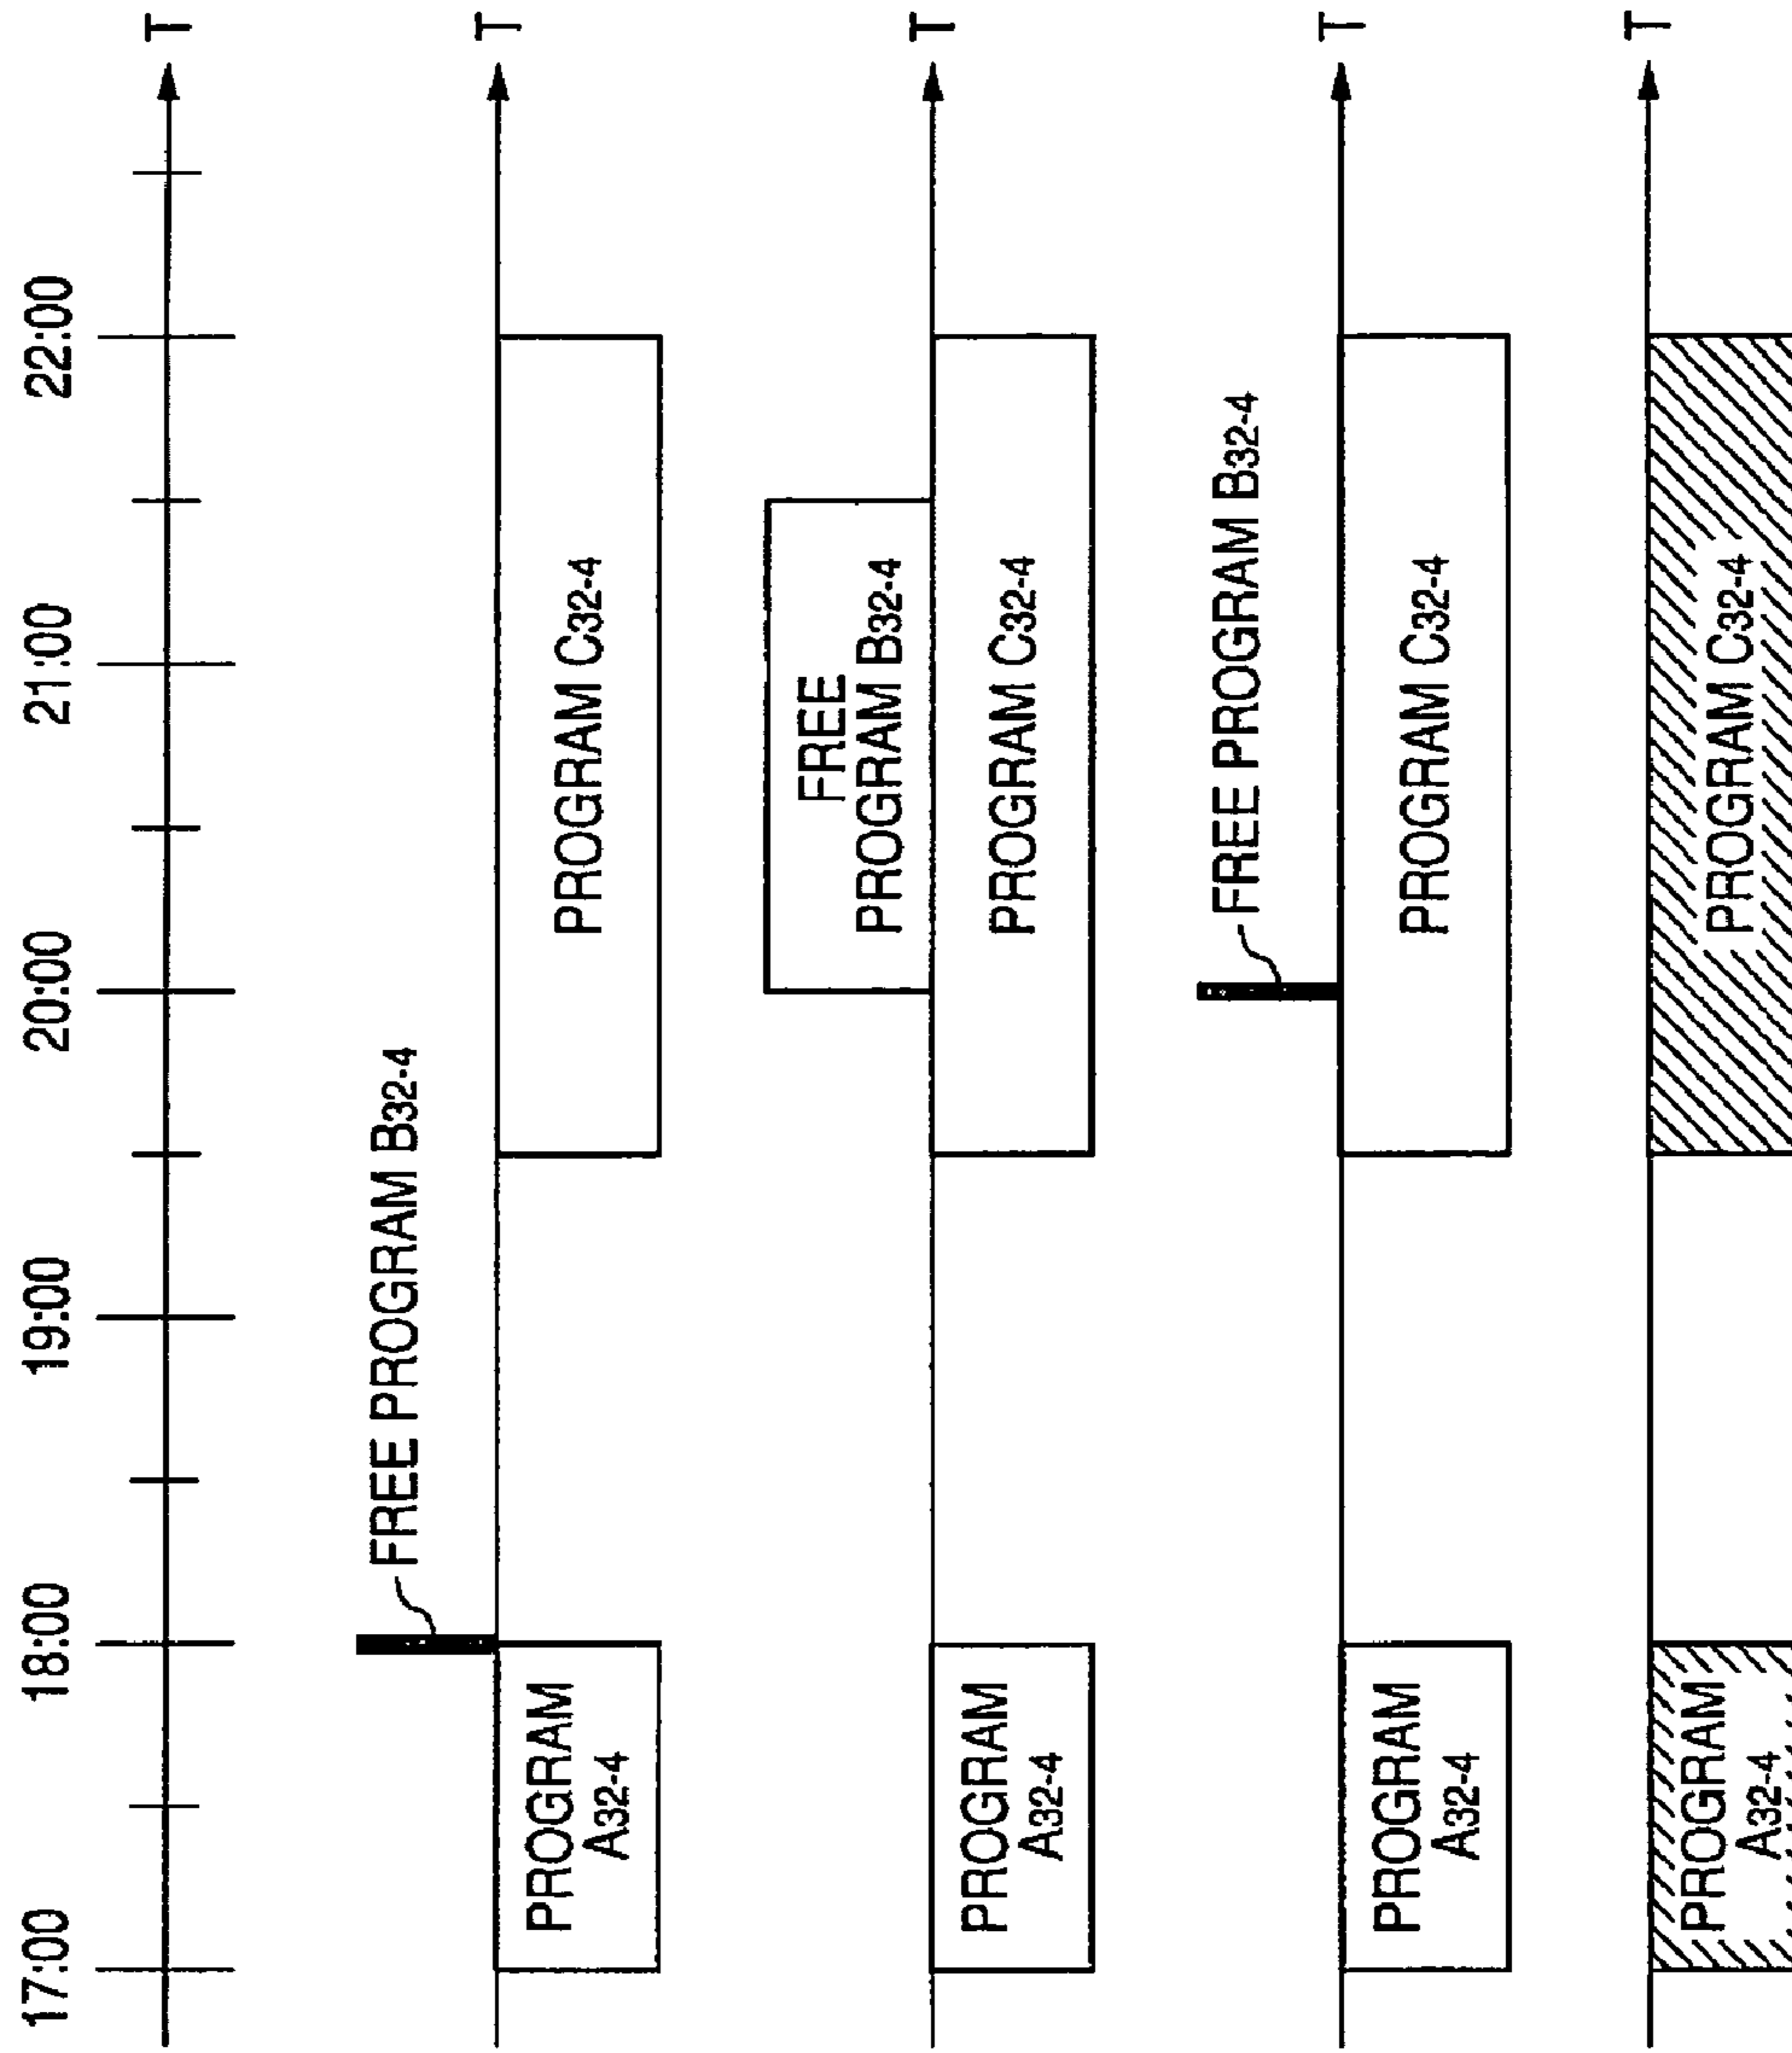 17:00
18:00
19:00
20:00
21:00
22:00
T
FREE PROGRAM B32-4
PROGRAM
A32-4
PROGRAM C32-4
T
FREE
PROGRAM B32-4
PROGRAM
A32-4
PROGRAM C32-4
T
FREE PROGRAM B32-4
PROGRAM
A32-4
PROGRAM C32-4
T
PROGRAM
A32-4
PROGRAM C32-4
T